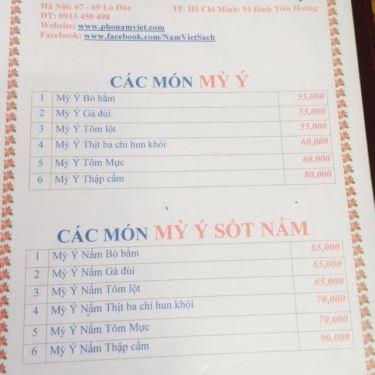 Hà Nội: 67 - 69 Lò Đúc
TP. Hồ Chí Minh: 94 Đinh Tiên Hoàng
ĐT: 0913 458 498
Website: www.phonamviet.com
Facebook: www.facebook.com/NamVietSach
CÁC MÓN MỲ Ý
1 Mỳ Ý Bò bằm 55,000
2 Mỳ Ý Gà đùi 55,000
3 Mỳ Ý Tôm lột 55,000
4 Mỳ Ý Thịt ba chỉ hun khói 60,000
5 Mỳ Ý Tôm Mực 60,000
6 Mỳ Ý Thập cẩm 80,000
CÁC MÓN MỲ Ý SỐT NẤM
1 Mỳ Ý Nấm Bò bằm 65,000
2 Mỳ Ý Nấm Gà đùi 65,000
3 Mỳ Ý Nấm Tôm lột 65,000
4 Mỳ Ý Nấm Thịt ba chỉ hun khói 70,000
5 Mỳ Ý Nấm Tôm Mực 70,000
6 Mỳ Ý Nấm Thập cẩm 90,000